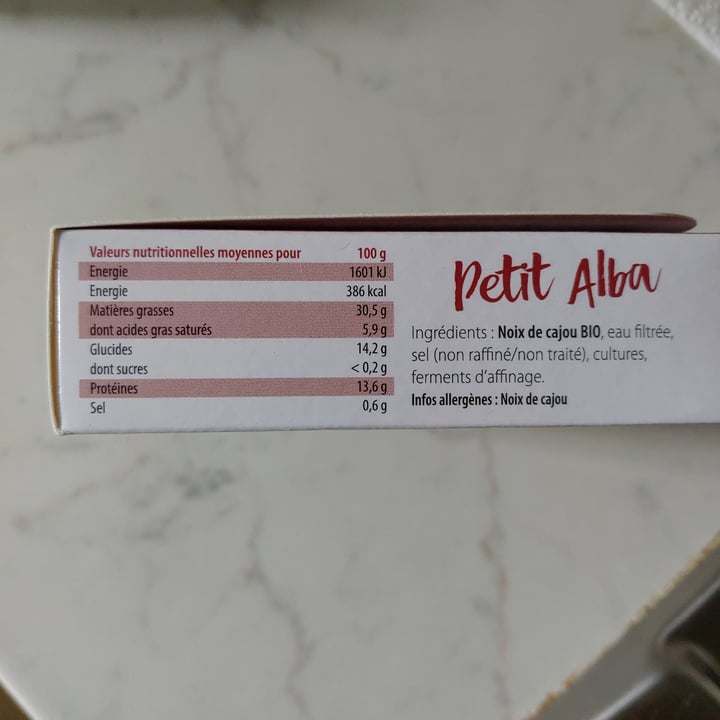 Valeurs nutritionnelles moyennes pour 100 g
Energie 1601 kJ
Energie 386 kcal
Matières grasses 30,5 g
dont acides gras saturés 5,9 g
Glucides 14,2 g
dont sucres < 0,2 g
Protéines 13,6 g
Sel 0,6 g
Petit Alba
Ingrédients : Noix de cajou BIO, eau filtrée,
sel (non raffiné/non traité), cultures,
ferments d'affinage.
Infos allergènes : Noix de cajou